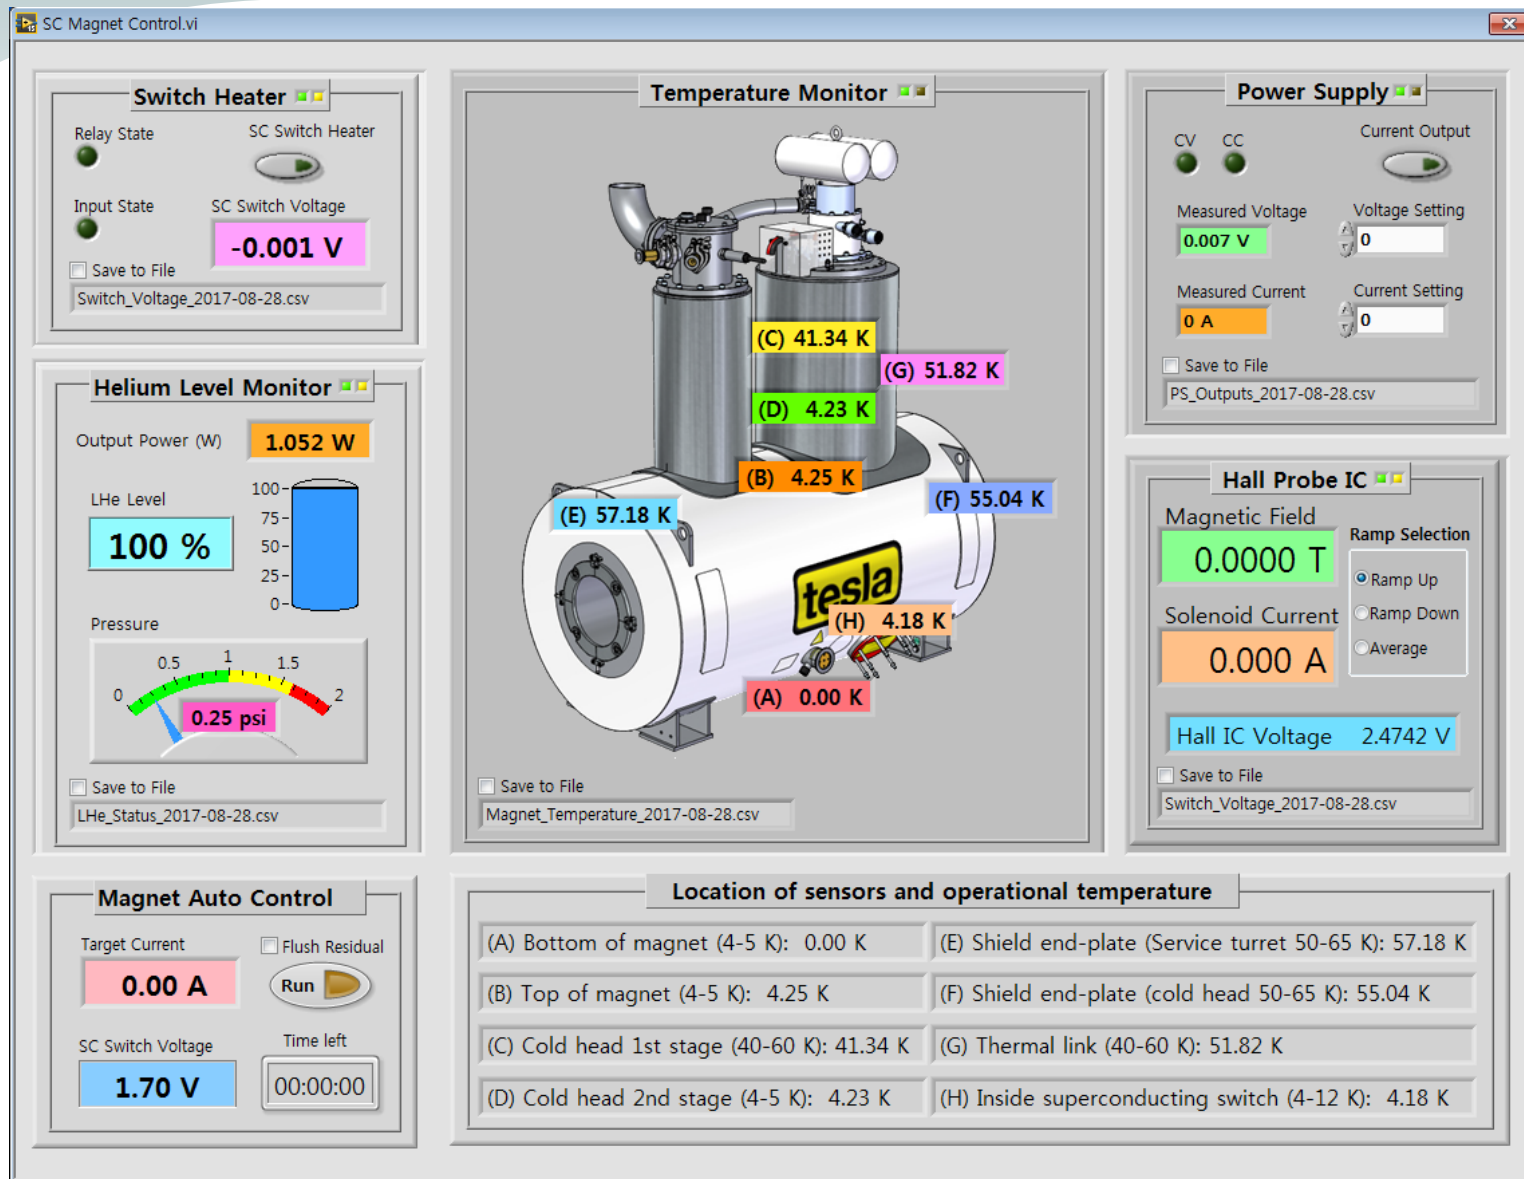 SC Magnet Control.vi
Switch Heater
Relay State
SC Switch Heater
Input State
SC Switch Voltage
-0.001 V
Save to File
Switch_Voltage_2017-08-28.csv
Helium Level Monitor
Output Power (W)
1.052 W
LHe Level
100 %
100
75
50
25
0
Pressure
0
0.5
1
1.5
2
0.25 psi
Save to File
LHe_Status_2017-08-28.csv
Magnet Auto Control
Target Current
Flush Residual
0.00 A
Run
SC Switch Voltage
Time left
1.70 V
00:00:00
Temperature Monitor
(C) 41.34 K
(G) 51.82 K
(D) 4.23 K
(B) 4.25 K
(F) 55.04 K
(E) 57.18 K
tesla
(H) 4.18 K
(A) 0.00 K
Save to File
Magnet_Temperature_2017-08-28.csv
Power Supply
CV
CC
Current Output
Measured Voltage
Voltage Setting
0.007 V
0
Measured Current
Current Setting
0 A
0
Save to File
PS_Outputs_2017-08-28.csv
Hall Probe IC
Magnetic Field
0.0000 T
Ramp Selection
Ramp Up
Ramp Down
Average
Solenoid Current
0.000 A
Hall IC Voltage 2.4742 V
Save to File
Switch_Voltage_2017-08-28.csv
Location of sensors and operational temperature
(A) Bottom of magnet (4-5 K): 0.00 K
(E) Shield end-plate (Service turret 50-65 K): 57.18 K
(B) Top of magnet (4-5 K): 4.25 K
(F) Shield end-plate (cold head 50-65 K): 55.04 K
(C) Cold head 1st stage (40-60 K): 41.34 K
(G) Thermal link (40-60 K): 51.82 K
(D) Cold head 2nd stage (4-5 K): 4.23 K
(H) Inside superconducting switch (4-12 K): 4.18 K